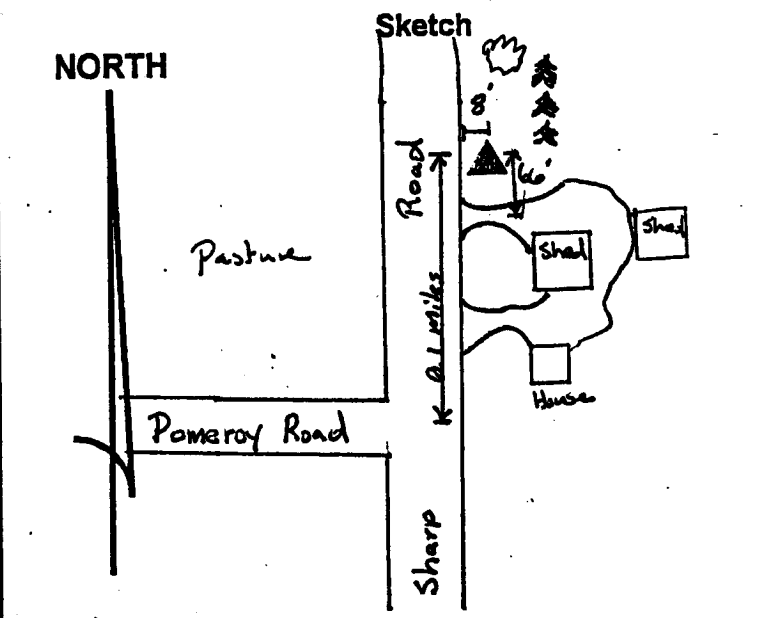 Sketch
NORTH
8'
Road
66'
Pasture
Shed
Shed
0.1 Miles
House
Pomeroy Road
Sharp